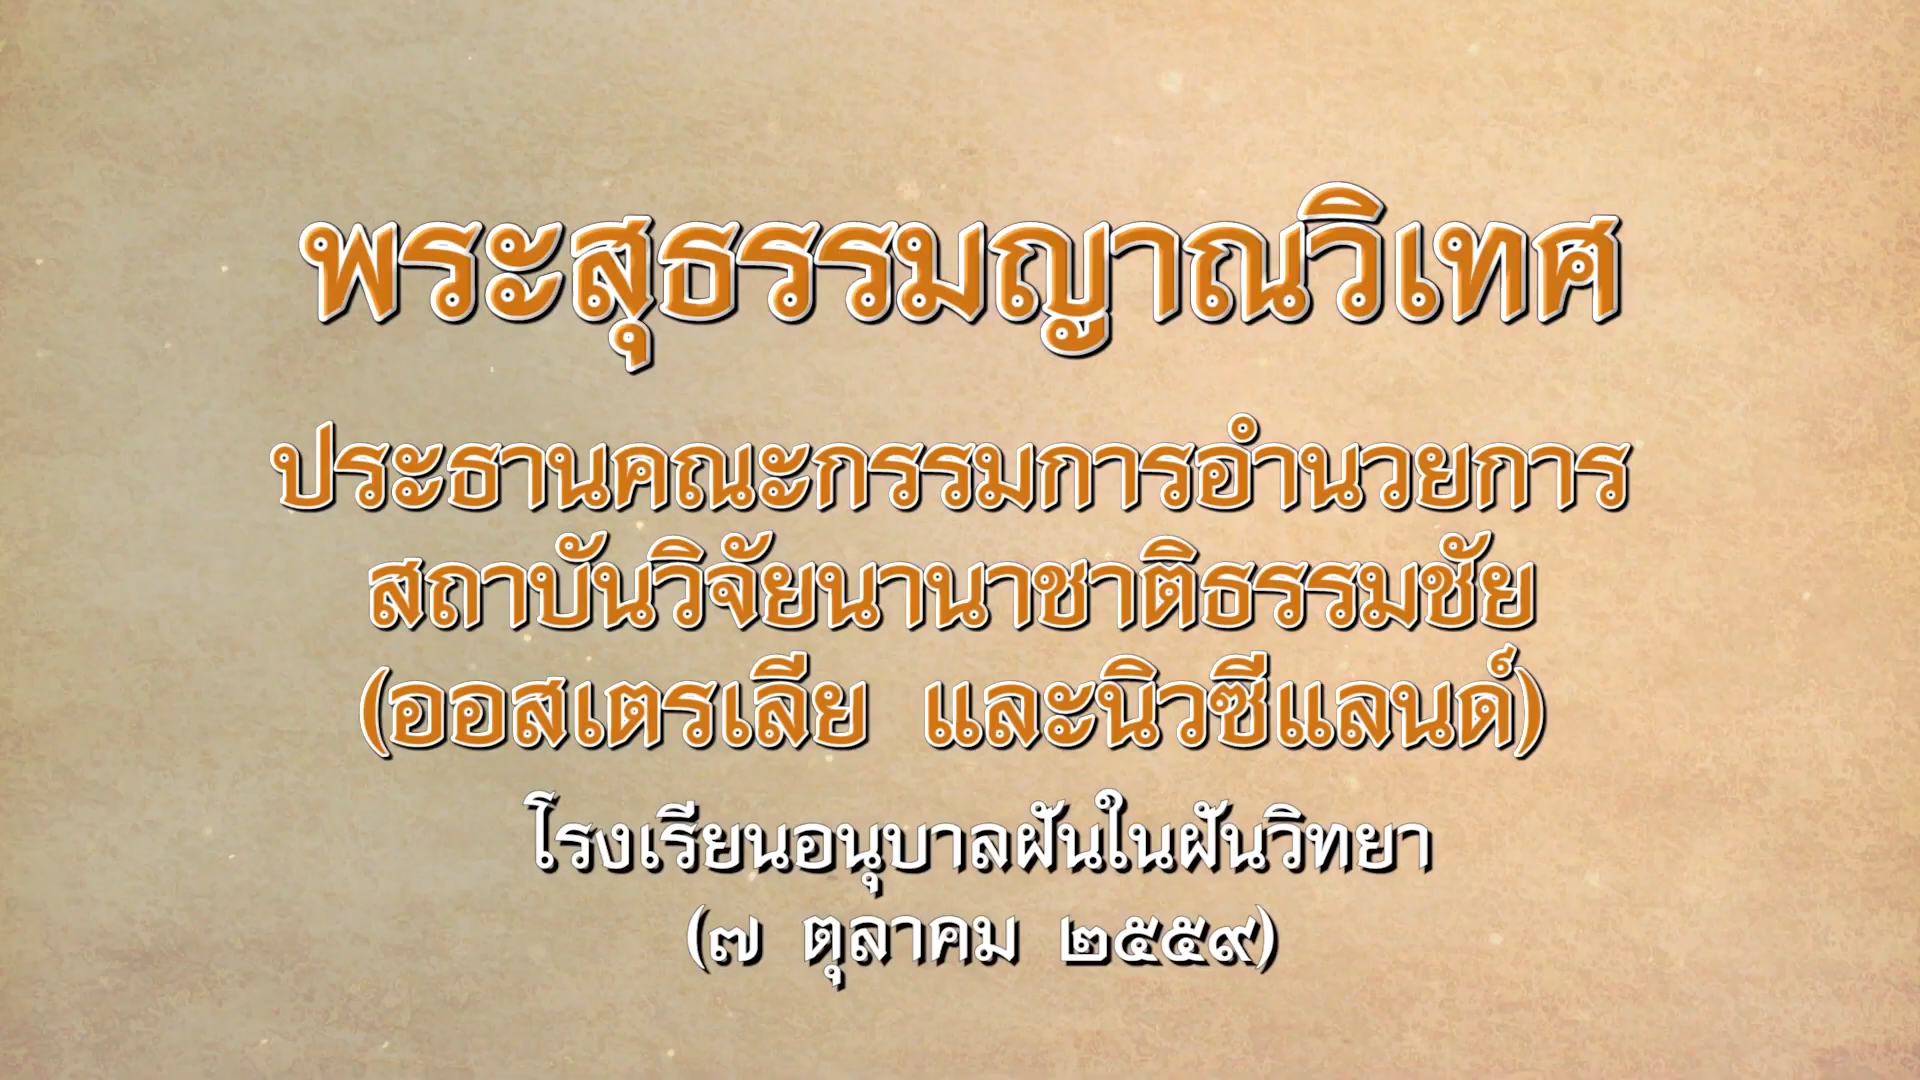 พระสุธรรมญาณวิเทศ
ประธานคณะกรรมการอำนวยการ
สถาบันวิจัยนานาชาติธรรมชัย
(ออสเตรเลีย และนิวซีแลนด์)
โรงเรียนอนุบาลฝันในฝันวิทยา
(๗ ตุลาคม ๒๕๕๙)